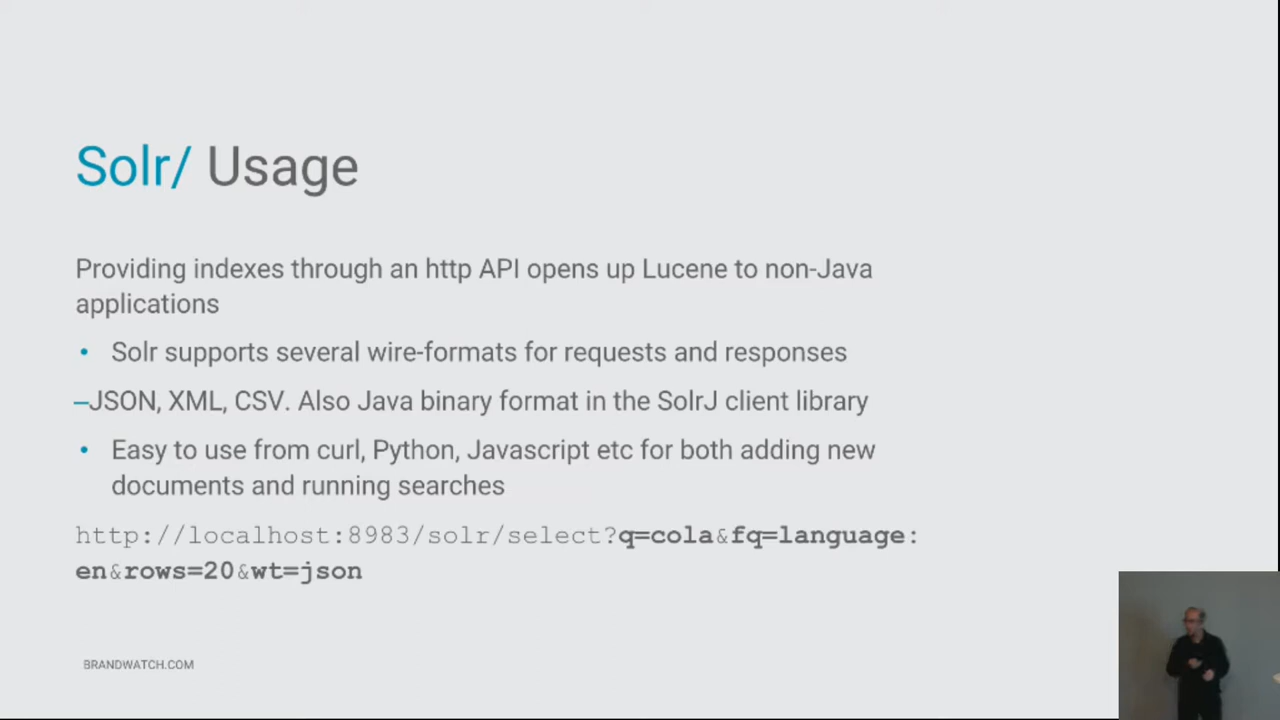 Solr/ Usage
Providing indexes through an http API opens up Lucene to non-Java
applications
• Solr supports several wire-formats for requests and responses
–JSON, XML, CSV. Also Java binary format in the SolrJ client library
• Easy to use from curl, Python, Javascript etc for both adding new
documents and running searches
http://localhost:8983/solr/select?q=cola&fq=language:
en&rows=20&wt=json
BRANDWATCH.COM